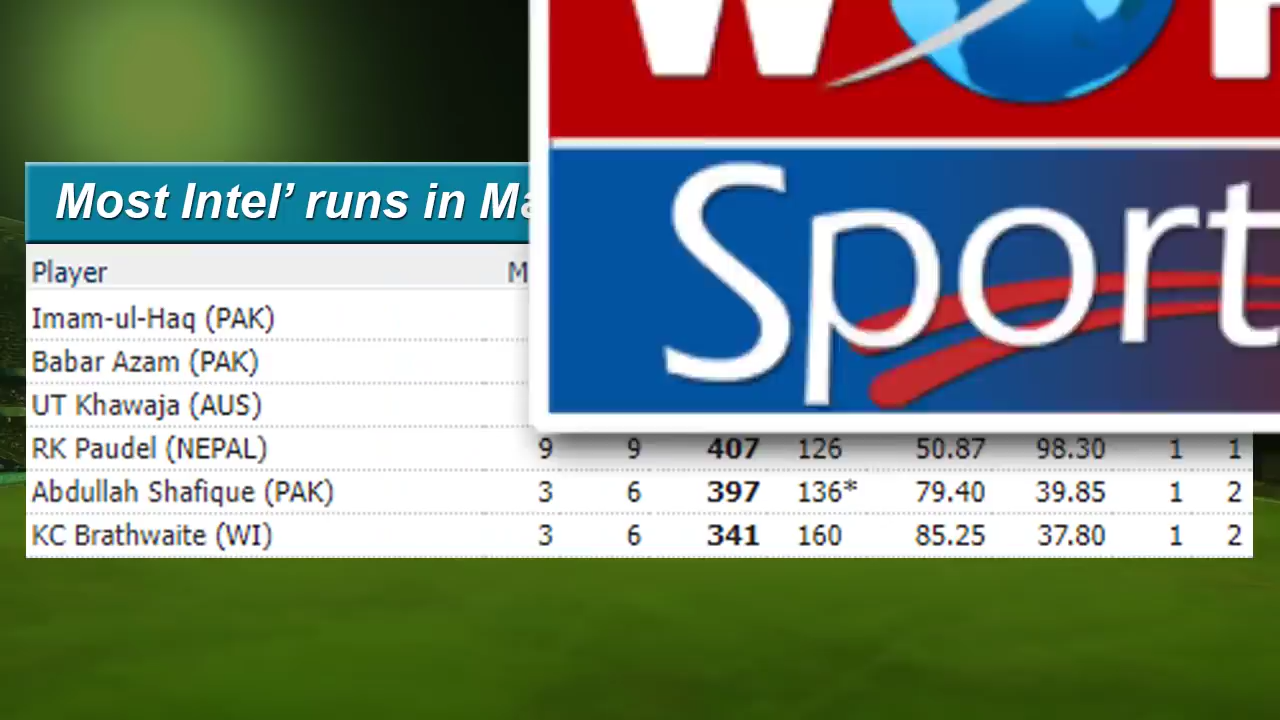 Sport
Most Intel’ runs in
Player
Imam-ul-Haq (PAK)
Babar Azam (PAK)
UT Khawaja (AUS)
RK Paudel (NEPAL) 9 9 407 126 50.87 98.30 1 1
Abdullah Shafique (PAK) 3 6 397 136* 79.40 39.85 1 2
KC Brathwaite (WI) 3 6 341 160 85.25 37.80 1 2